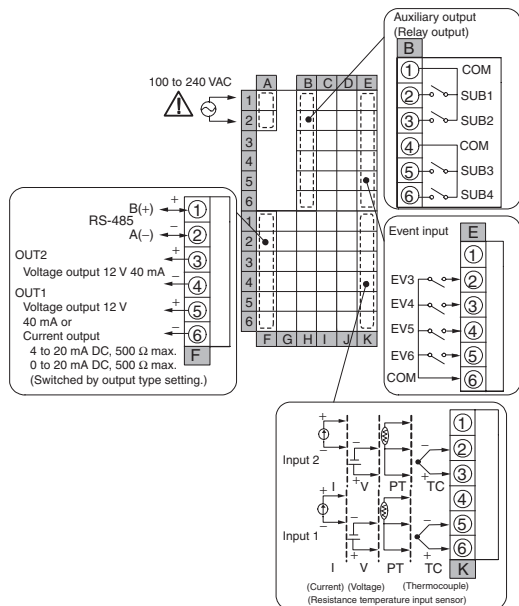 Auxiliary output
(Relay output)
B
1 COM
2 SUB1
3 SUB2
4 COM
5 SUB3
6 SUB4
100 to 240 VAC
A B C D E
1
2
3
4
5
6
1
2
3
4
5
6
F G H I J K
B(+) + 1
RS-485
A(−) − 2
OUT2 + 3
Voltage output 12 V 40 mA − 4
OUT1
Voltage output 12 V + 5
40 mA or
Current output − 6
4 to 20 mA DC, 500 Ω max.
0 to 20 mA DC, 500 Ω max.
(Switched by output type setting.)
F
Event input
E
1
EV3 2
EV4 3
EV5 4
EV6 5
COM 6
1
+ − − 2
Input 2
− + + 3
I V PT TC
4
+ − − 5
Input 1
− + + 6
I V PT TC K
(Current) (Voltage) (Thermocouple)
(Resistance temperature input sensor)